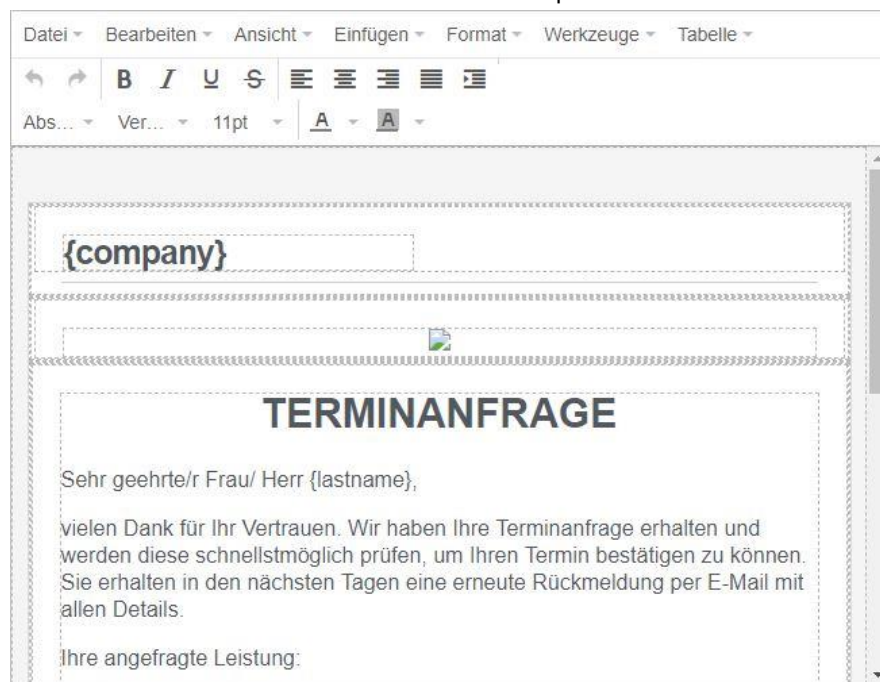 Datei Bearbeiten Ansicht Einfügen Format Werkzeuge Tabelle
B I U S
Abs... Ver... 11pt A A
{company}
TERMINANFRAGE
Sehr geehrte/r Frau/ Herr {lastname},
vielen Dank für Ihr Vertrauen. Wir haben Ihre Terminanfrage erhalten und
werden diese schnellstmöglich prüfen, um Ihren Termin bestätigen zu können.
Sie erhalten in den nächsten Tagen eine erneute Rückmeldung per E-Mail mit
allen Details.
Ihre angefragte Leistung: